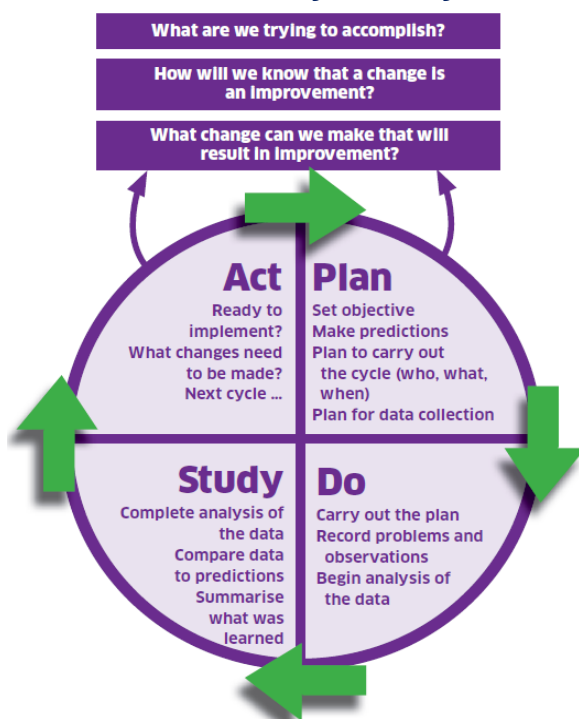 What are we trying to accomplish?
How will we know that a change is
an improvement?
What change can we make that will
result in improvement?
Act
Ready to
implement?
What changes need
to be made?
Next cycle ...
Plan
Set objective
Make predictions
Plan to carry out
the cycle (who, what,
when)
Plan for data collection
Study
Complete analysis of
the data
Compare data
to predictions
Summarise
what was
learned
Do
Carry out the plan
Record problems and
observations
Begin analysis of
the data